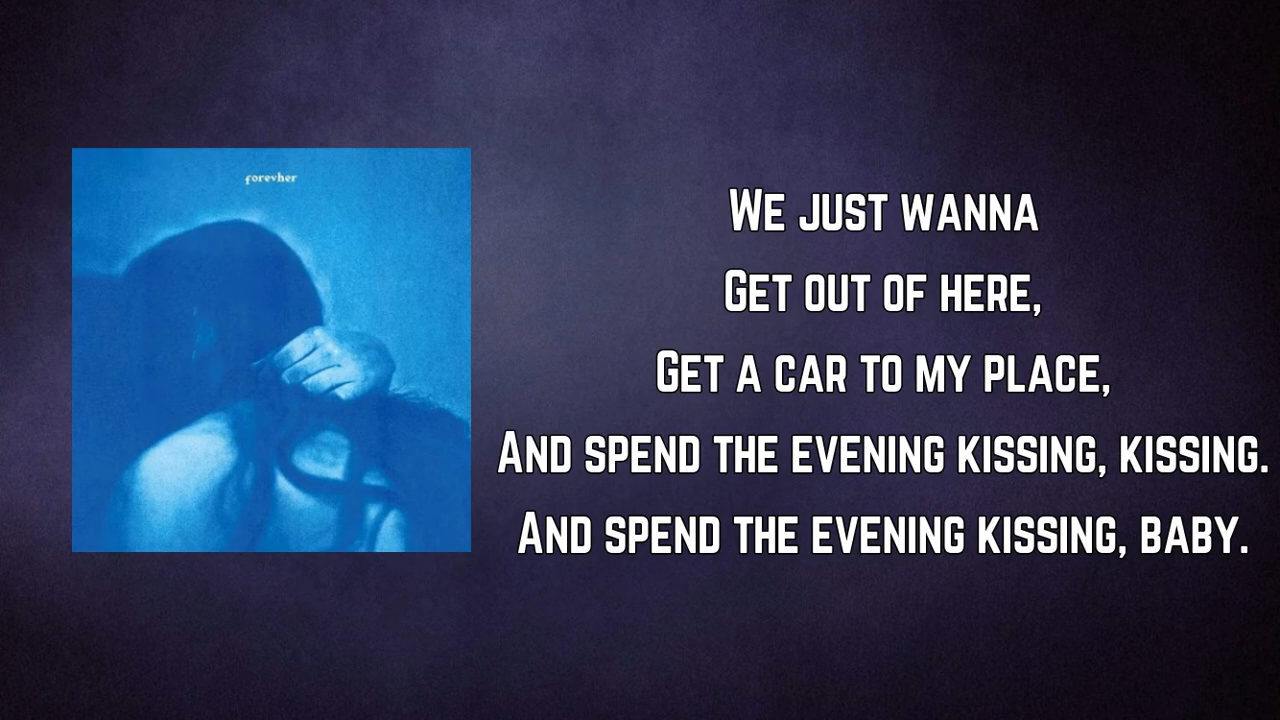 forevher
We just wanna
Get out of here,
Get a car to my place,
And spend the evening kissing, kissing.
And spend the evening kissing, baby.